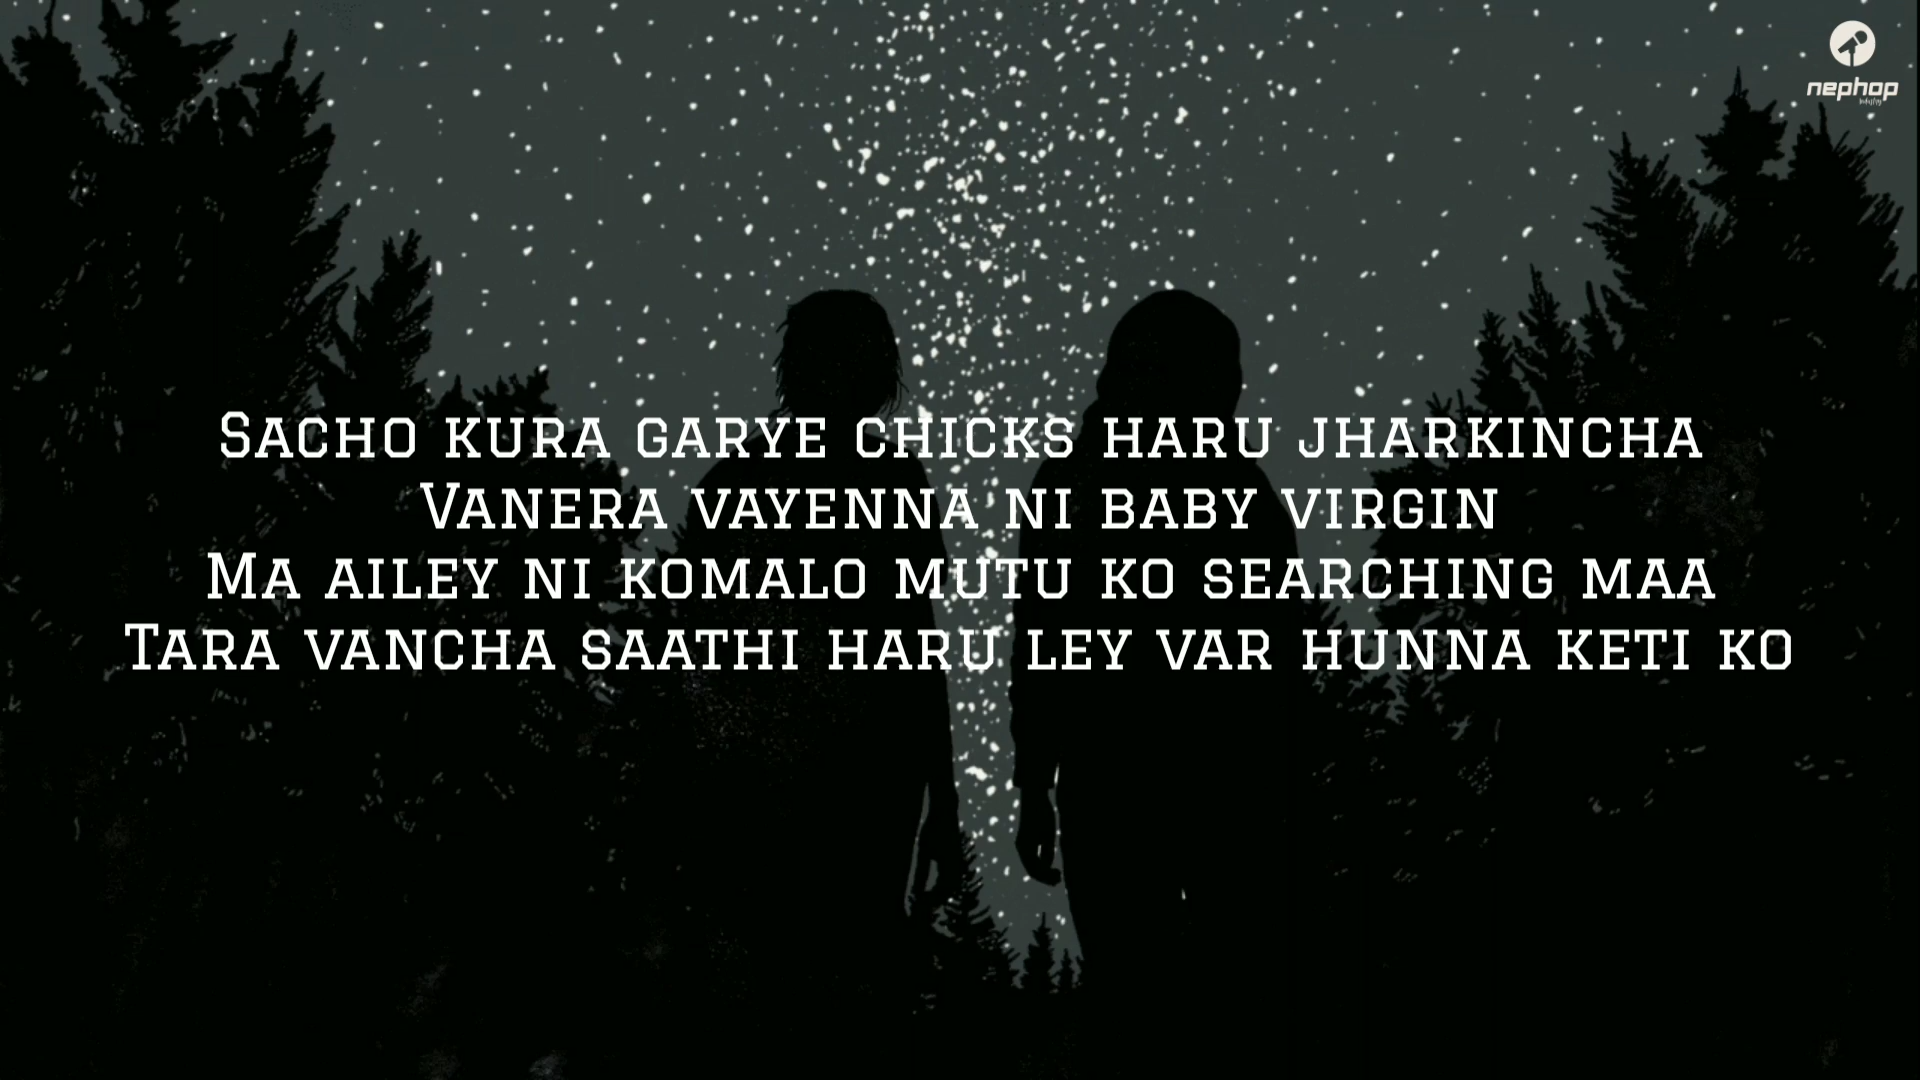 nephop
Industry
Sacho kura garye chicks haru jharkincha
Vanera vayenna ni baby virgin
Ma ailey ni komalo mutu ko searching maa
Tara vancha saathi haru ley var hunna keti ko